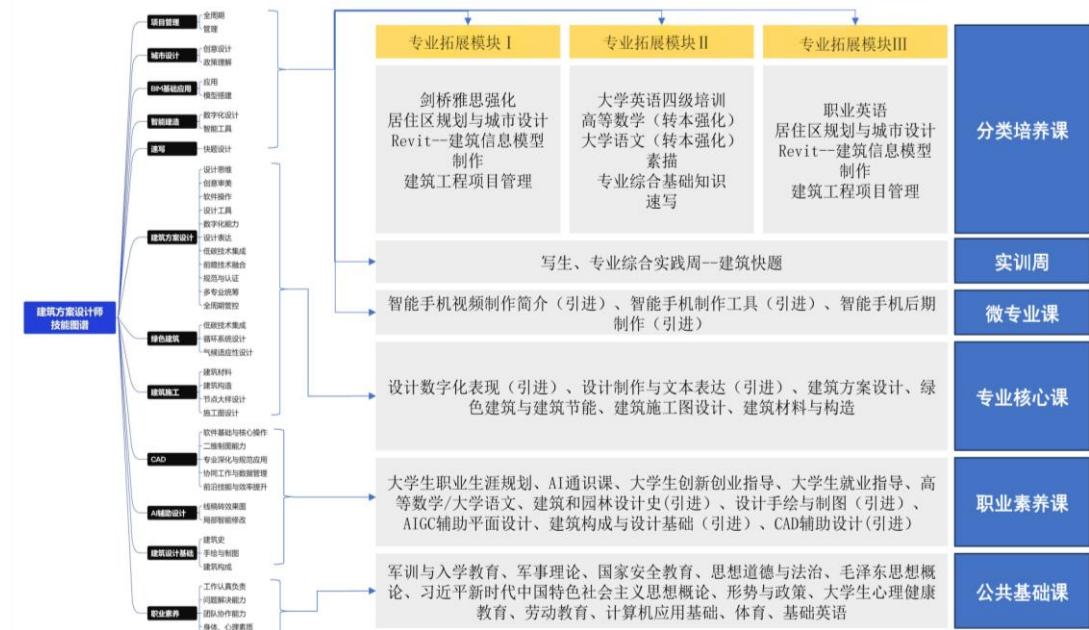 建筑方案设计师
技能图谱
项目管理
全周期
管理
城市设计
创意设计
政策理解
BIM基础应用
应用
模型搭建
智能建造
数字化设计
智能工具
速写
快题设计
建筑方案设计
设计思维
创意审美
软件操作
设计工具
数字化能力
设计表达
低碳技术集成
前瞻技术融合
规范与认证
多专业统筹
全周期管控
绿色建筑
低碳技术集成
循环系统设计
气候适应性设计
建筑施工
建筑材料
建筑构造
节点大样设计
施工图设计
CAD
软件基础与核心操作
二维制图能力
专业深化与规范应用
协同工作与数据管理
前沿技能与效率提升
AI辅助设计
线稿转效果图
局部智能修改
建筑设计基础
建筑史
手绘与制图
建筑构成
职业素养
工作认真负责
问题解决能力
团队协作能力
身体、心理素质
专业拓展模块Ⅰ
剑桥雅思强化
居住区规划与城市设计
Revit--建筑信息模型
制作
建筑工程项目管理
专业拓展模块Ⅱ
大学英语四级培训
高等数学（转本强化）
大学语文（转本强化）
素描
专业综合基础知识
速写
专业拓展模块Ⅲ
职业英语
居住区规划与城市设计
Revit--建筑信息模型
制作
建筑工程项目管理
分类培养课
写生、专业综合实践周--建筑快题
实训周
智能手机视频制作简介（引进）、智能手机制作工具（引进）、智能手机后期
制作（引进）
微专业课
设计数字化表现（引进）、设计制作与文本表达（引进）、建筑方案设计、绿
色建筑与建筑节能、建筑施工图设计、建筑材料与构造
专业核心课
大学生职业生涯规划、AI通识课、大学生创新创业指导、大学生就业指导、高
等数学/大学语文、建筑和园林设计史(引进）、设计手绘与制图（引进）、
AIGC辅助平面设计、建筑构成与设计基础（引进）、CAD辅助设计(引进）
职业素养课
军训与入学教育、军事理论、国家安全教育、思想道德与法治、毛泽东思想概
论、习近平新时代中国特色社会主义思想概论、形势与政策、大学生心理健康
教育、劳动教育、计算机应用基础、体育、基础英语
公共基础课